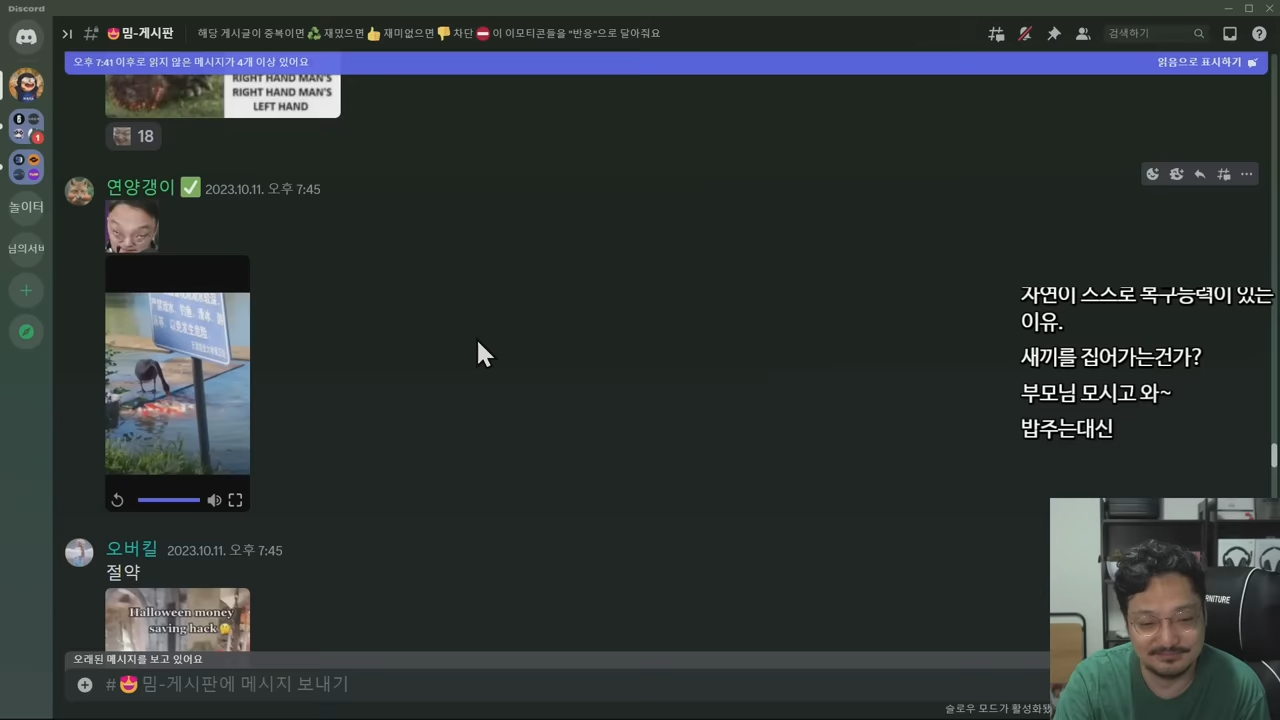 Discord
밈-게시판
해당 게시글이 중복이면 재밌으면 재미없으면 차단 이 이모티콘들을 "반응"으로 달아줘요
검색하기
오후 7:41 이후로 읽지 않은 메시지가 4개 이상 있어요
읽음으로 표시하기
RIGHT HAND MAN'S
RIGHT HAND MAN'S
LEFT HAND
18
연양갱이 2023.10.11. 오후 7:45
1
놀이터
님의서버
자연이 스스로 복구능력이 있는
이유.
새끼를 집어가는건가?
부모님 모시고 와~
밥주는대신
오버킬 2023.10.11. 오후 7:45
절약
Halloween money
saving hack
FURNITURE
오래된 메시지를 보고 있어요
#밈-게시판에 메시지 보내기
슬로우 모드가 활성화됐